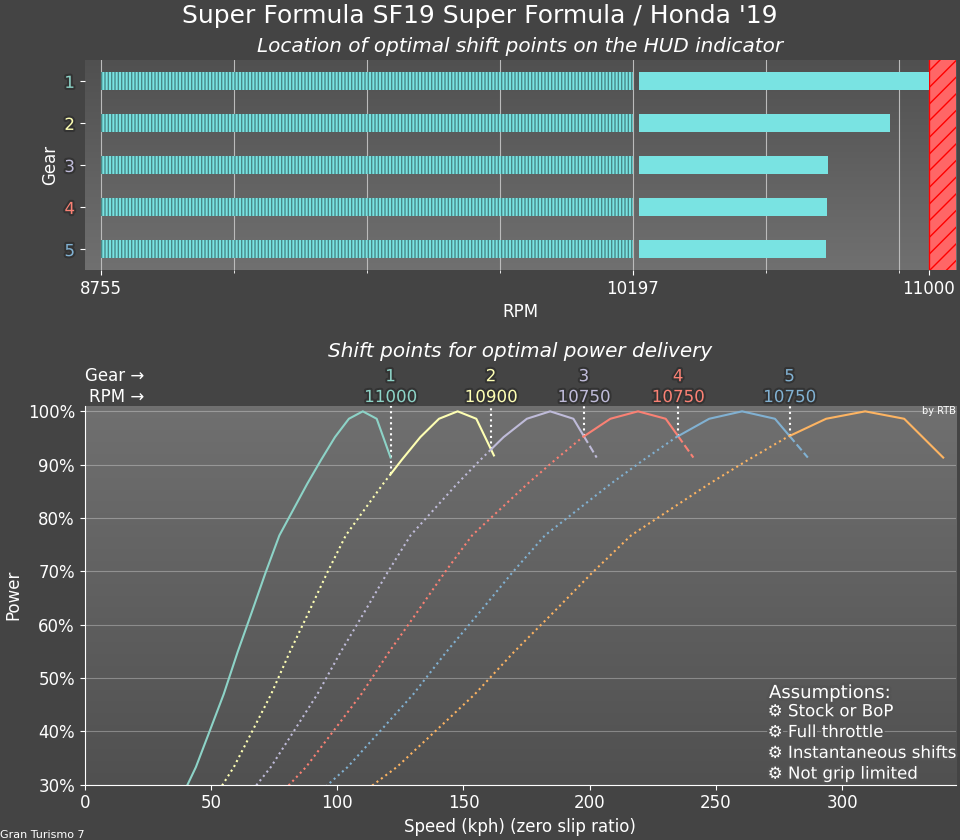 Super Formula SF19 Super Formula / Honda '19
Location of optimal shift points on the HUD indicator
Gear
1
2
3
4
5
8755 10197 11000
RPM
Shift points for optimal power delivery
Gear → 1 2 3 4 5
RPM → 11000 10900 10750 10750 10750
by RTB
Power
100%
90%
80%
70%
60%
50%
40%
30%
Assumptions:
⚙ Stock or BoP
⚙ Full throttle
⚙ Instantaneous shifts
⚙ Not grip limited
0 50 100 150 200 250 300
Speed (kph) (zero slip ratio)
Gran Turismo 7